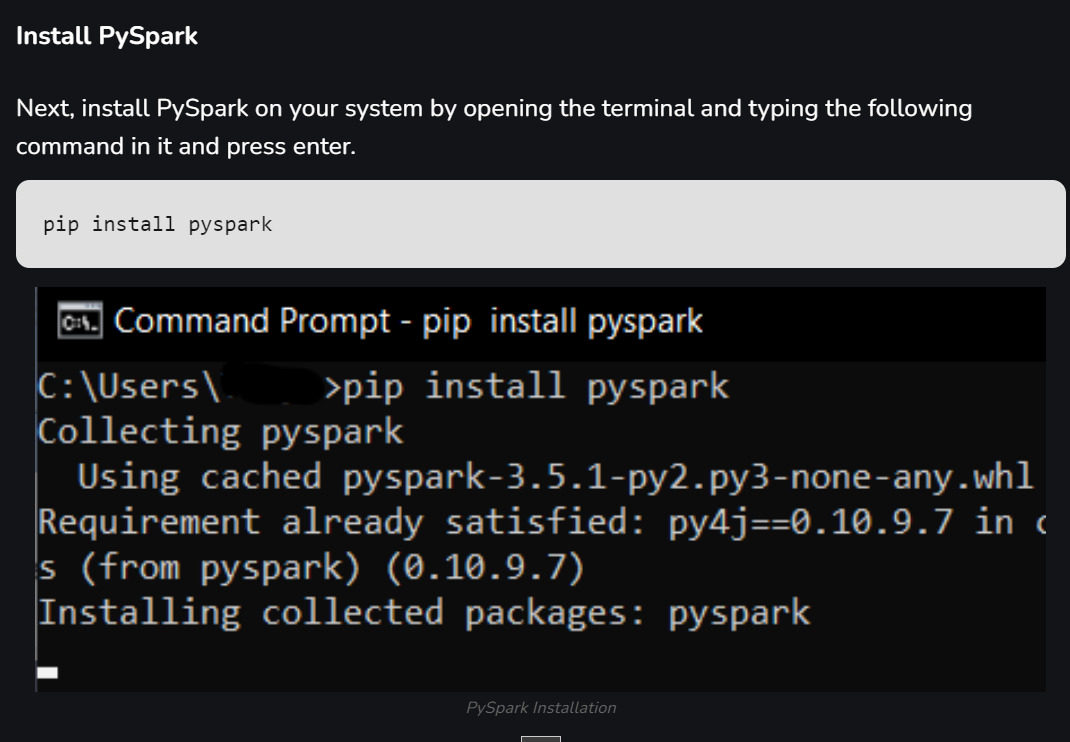 Install PySpark
Next, install PySpark on your system by opening the terminal and typing the following
command in it and press enter.
pip install pyspark
C:\. Command Prompt - pip  install pyspark
C:\Users\ >pip install pyspark
Collecting pyspark
  Using cached pyspark-3.5.1-py2.py3-none-any.whl
Requirement already satisfied: py4j==0.10.9.7 in c
s (from pyspark) (0.10.9.7)
Installing collected packages: pyspark
PySpark Installation